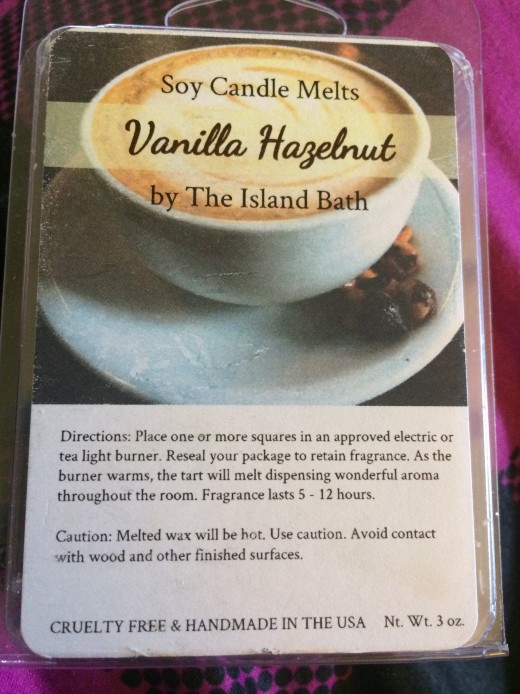 Soy Candle Melts
Vanilla Hazelnut
by The Island Bath
Directions: Place one or more squares in an approved electric or
tea light burner. Reseal your package to retain fragrance. As the
burner warms, the tart will melt dispensing wonderful aroma
throughout the room. Fragrance lasts 5 - 12 hours.
Caution: Melted wax will be hot. Use caution. Avoid contact
with wood and other finished surfaces.
CRUELTY FREE & HANDMADE IN THE USA Nt. Wt. 3 oz.